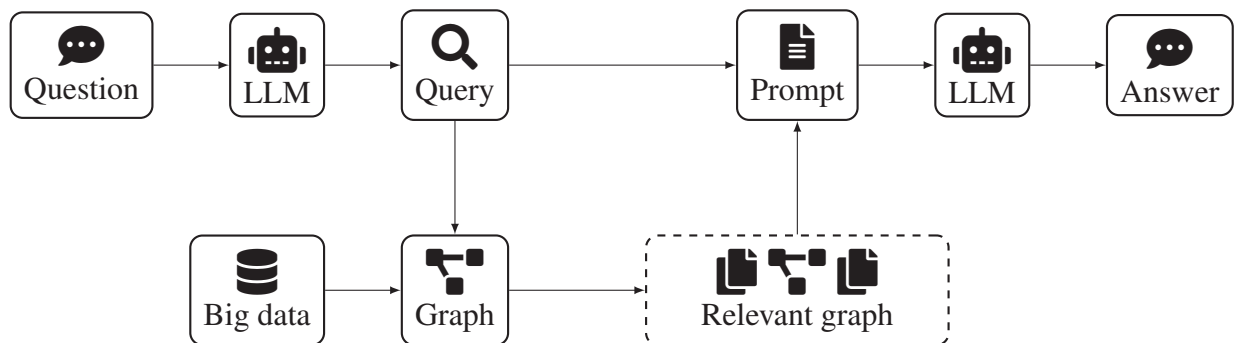 Question
LLM
Query
Prompt
LLM
Answer
Big data
Graph
Relevant graph